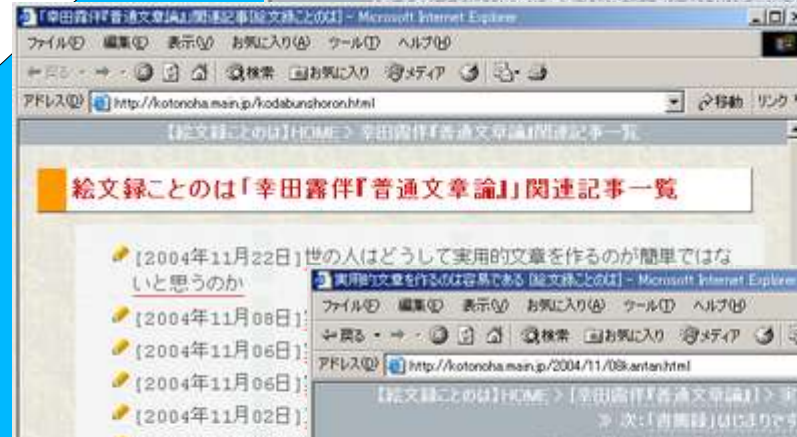 「幸田露伴『普通文章論』」関連記事[絵文録ことのは] - Microsoft Internet Explorer
ファイル(F) 編集(E) 表示(V) お気に入り(A) ツール(T) ヘルプ(H)
戻る 検索 お気に入り メディア
アドレス(D) http://kotonoha.main.jp/kodabunshoron.html 移動 リンク
【絵文録ことのは】HOME > 幸田露伴『普通文章論』関連記事一覧
絵文録ことのは「幸田露伴『普通文章論』」関連記事一覧
[2004年11月22日]世の人はどうして実用的文章を作るのが簡単ではな
いと思うのか
[2004年11月08日]
[2004年11月06日]
[2004年11月06日]
[2004年11月02日]
実用的文章を作るのは容易である [絵文録ことのは] - Microsoft Internet Explorer
ファイル(F) 編集(E) 表示(V) お気に入り(A) ツール(T) ヘルプ(H)
戻る 検索 お気に入り メディア
アドレス(D) http://kotonoha.main.jp/2004/11/08kantan.html
【絵文録ことのは】HOME > [幸田露伴『普通文章論』] > 実
≫ 次:「書無録」はじまりです